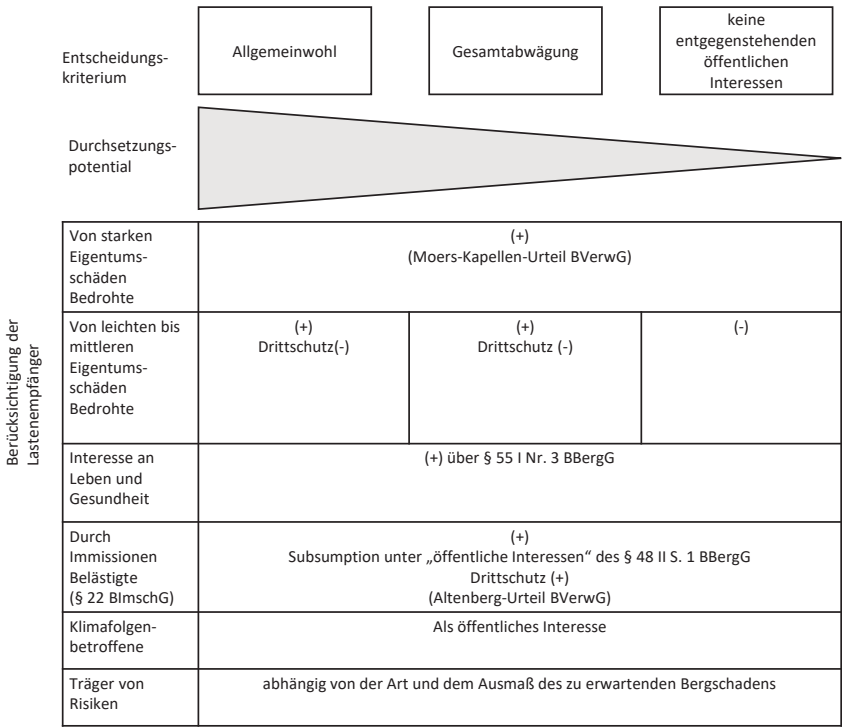 Entscheidungs-
kriterium
Allgemeinwohl
Gesamtabwägung
keine
entgegenstehenden
öffentlichen
Interessen
Durchsetzungs-
potential
Berücksichtigung der
Lastenempfänger
Von starken
Eigentums-
schäden
Bedrohte
(+)
(Moers-Kapellen-Urteil BVerwG)
Von leichten bis
mittleren
Eigentums-
schäden
Bedrohte
(+)
Drittschutz(-)
(+)
Drittschutz (-)
(-)
Interesse an
Leben und
Gesundheit
(+) über § 55 I Nr. 3 BBergG
Durch
Immissionen
Belästigte
(§ 22 BImschG)
(+)
Subsumption unter „öffentliche Interessen“ des § 48 II S. 1 BBergG
Drittschutz (+)
(Altenberg-Urteil BVerwG)
Klimafolgen-
betroffene
Als öffentliches Interesse
Träger von
Risiken
abhängig von der Art und dem Ausmaß des zu erwartenden Bergschadens